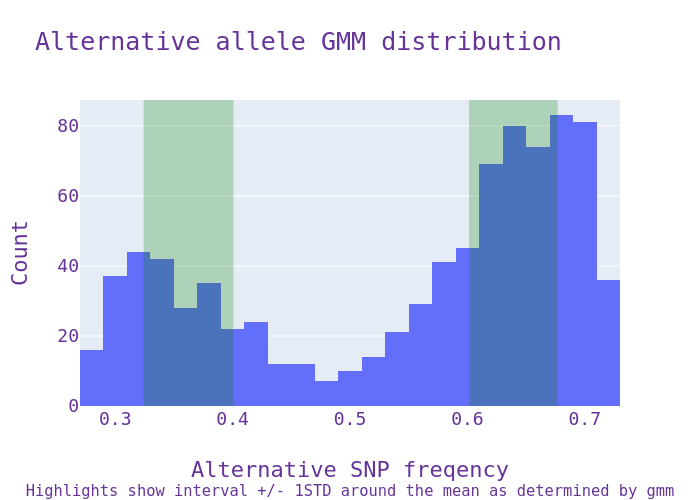 Alternative allele GMM distribution
Count
80
60
40
20
0
0.3 0.4 0.5 0.6 0.7
Alternative SNP freqency
Highlights show interval +/- 1STD around the mean as determined by gmm